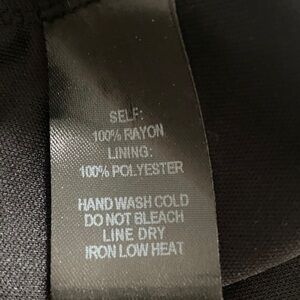 SELF:
100% RAYON
LINING:
100% POLYESTER
HAND WASH COLD
DO NOT BLEACH
LINE DRY
IRON LOW HEAT